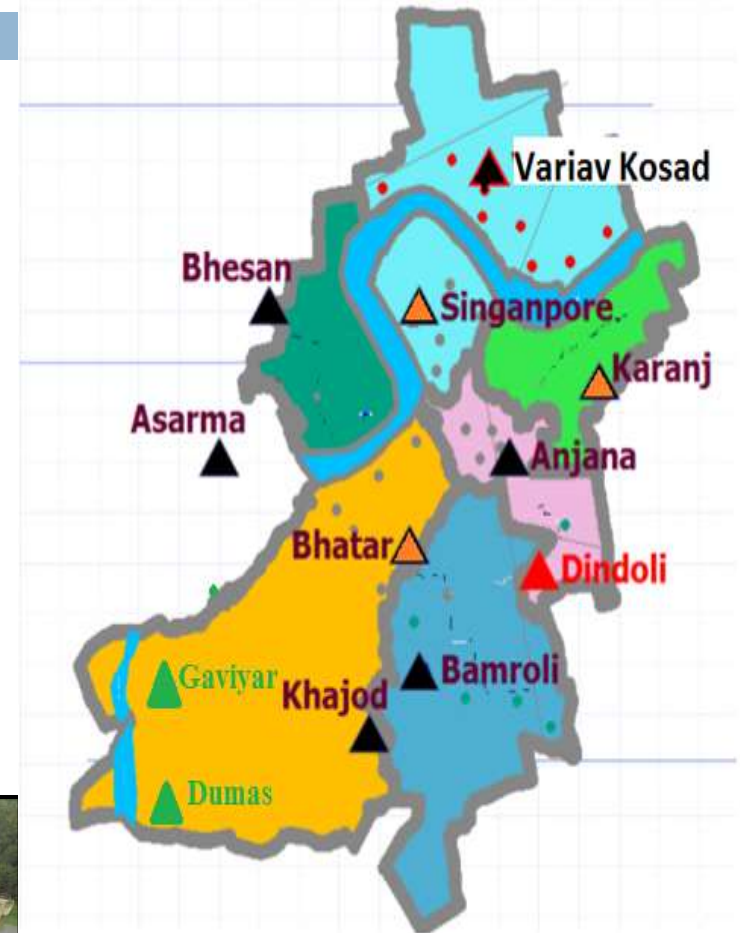 Variav Kosad
Bhesan
Singanpore
Karanj
Asarma
Anjana
Bhatar
Dindoli
Gaviyar
Bamroli
Khajod
Dumas